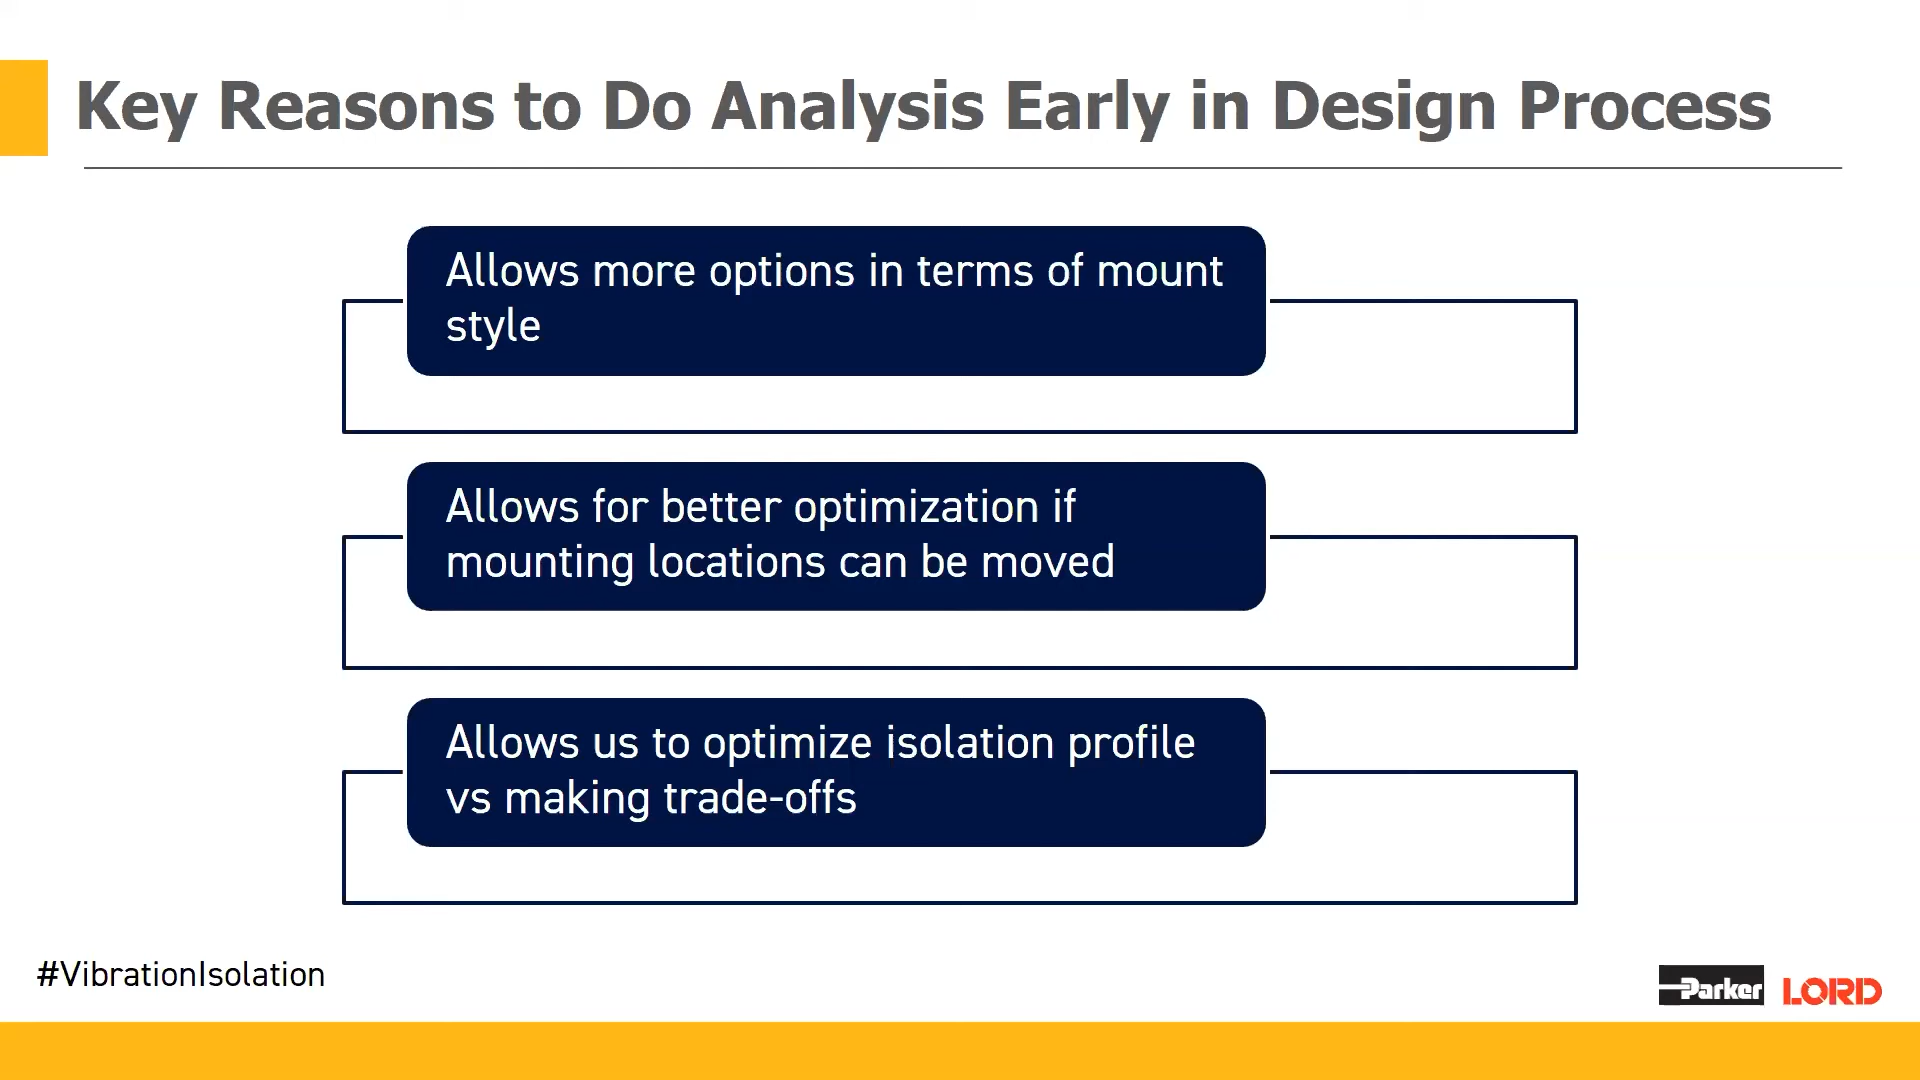 Key Reasons to Do Analysis Early in Design Process
Allows more options in terms of mount
style
Allows for better optimization if
mounting locations can be moved
Allows us to optimize isolation profile
vs making trade-offs
#VibrationIsolation
Parker LORD